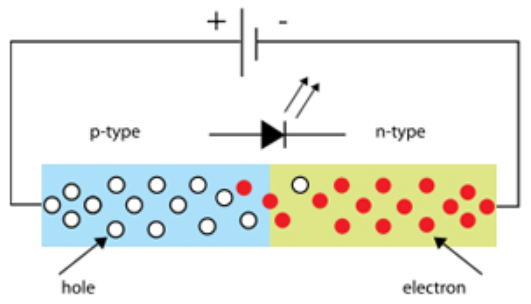 + -
p-type n-type
hole electron